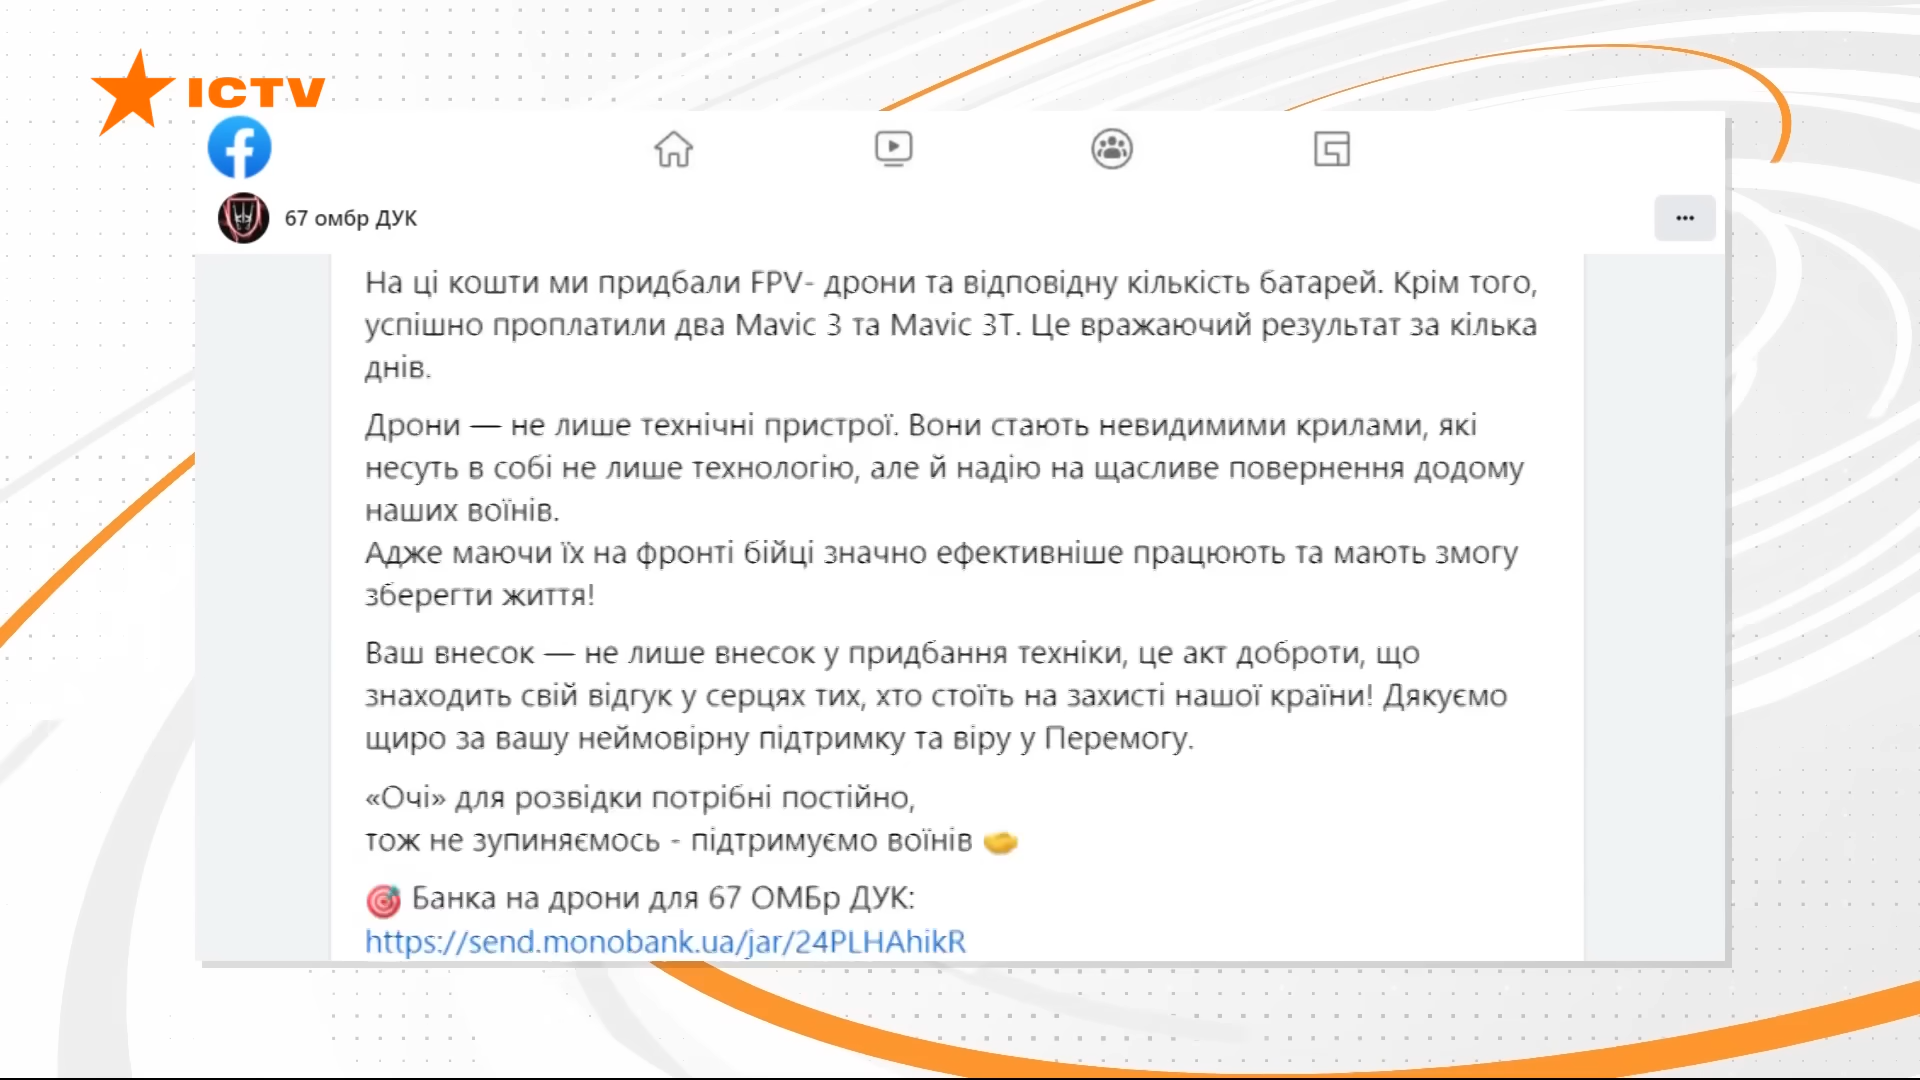 ICTV
67 омбр ДУК
На ці кошти ми придбали FPV- дрони та відповідну кількість батарей. Крім того,
успішно проплатили два Mavic 3 та Mavic 3T. Це вражаючий результат за кілька
днів.
Дрони — не лише технічні пристрої. Вони стають невидимими крилами, які
несуть в собі не лише технологію, але й надію на щасливе повернення додому
наших воїнів.
Адже маючи їх на фронті бійці значно ефективніше працюють та мають змогу
зберегти життя!
Ваш внесок — не лише внесок у придбання техніки, це акт доброти, що
знаходить свій відгук у серцях тих, хто стоїть на захисті нашої країни! Дякуємо
щиро за вашу неймовірну підтримку та віру у Перемогу.
«Очі» для розвідки потрібні постійно,
тож не зупиняємось - підтримуємо воїнів
Банка на дрони для 67 ОМБр ДУК:
https://send.monobank.ua/jar/24PLHAhikR